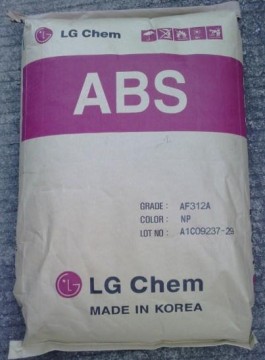 LG Chem
ABS
GRADE : AF312A
COLOR : NP
LOT NO : A1C09237-29
LG Chem
MADE IN KOREA